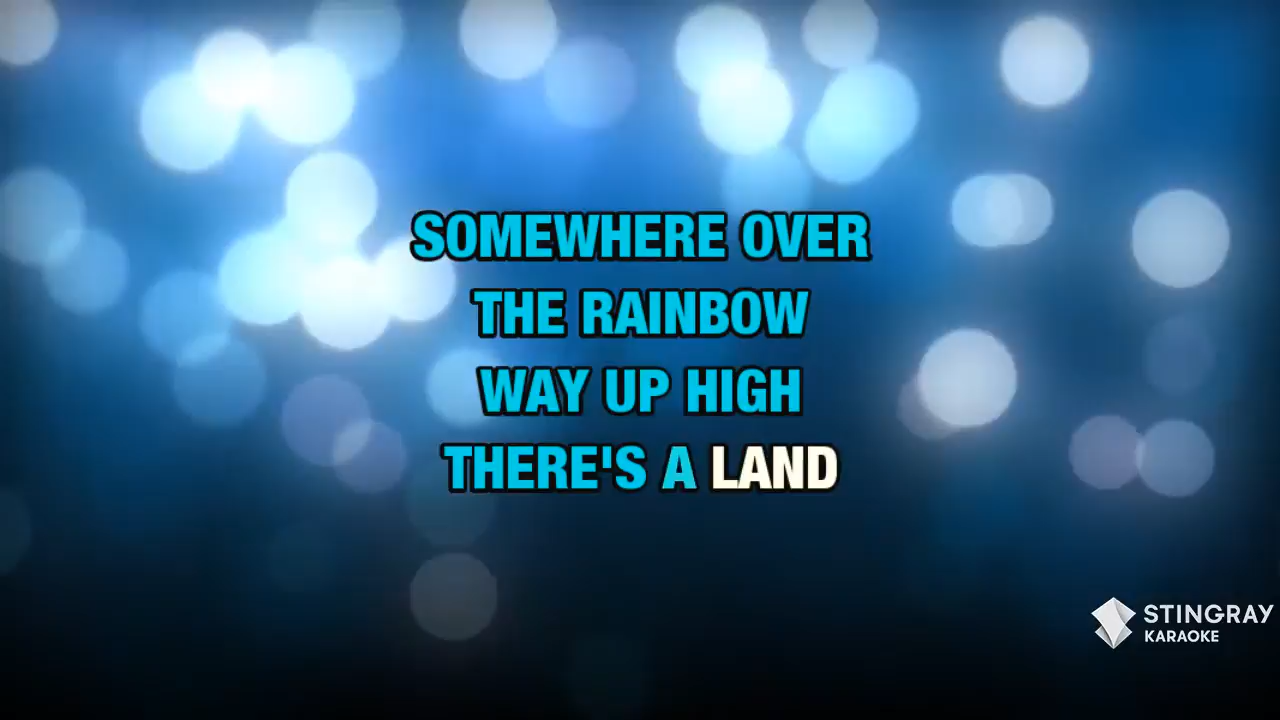 SOMEWHERE OVER
THE RAINBOW
WAY UP HIGH
THERE'S A LAND
STINGRAY
KARAOKE